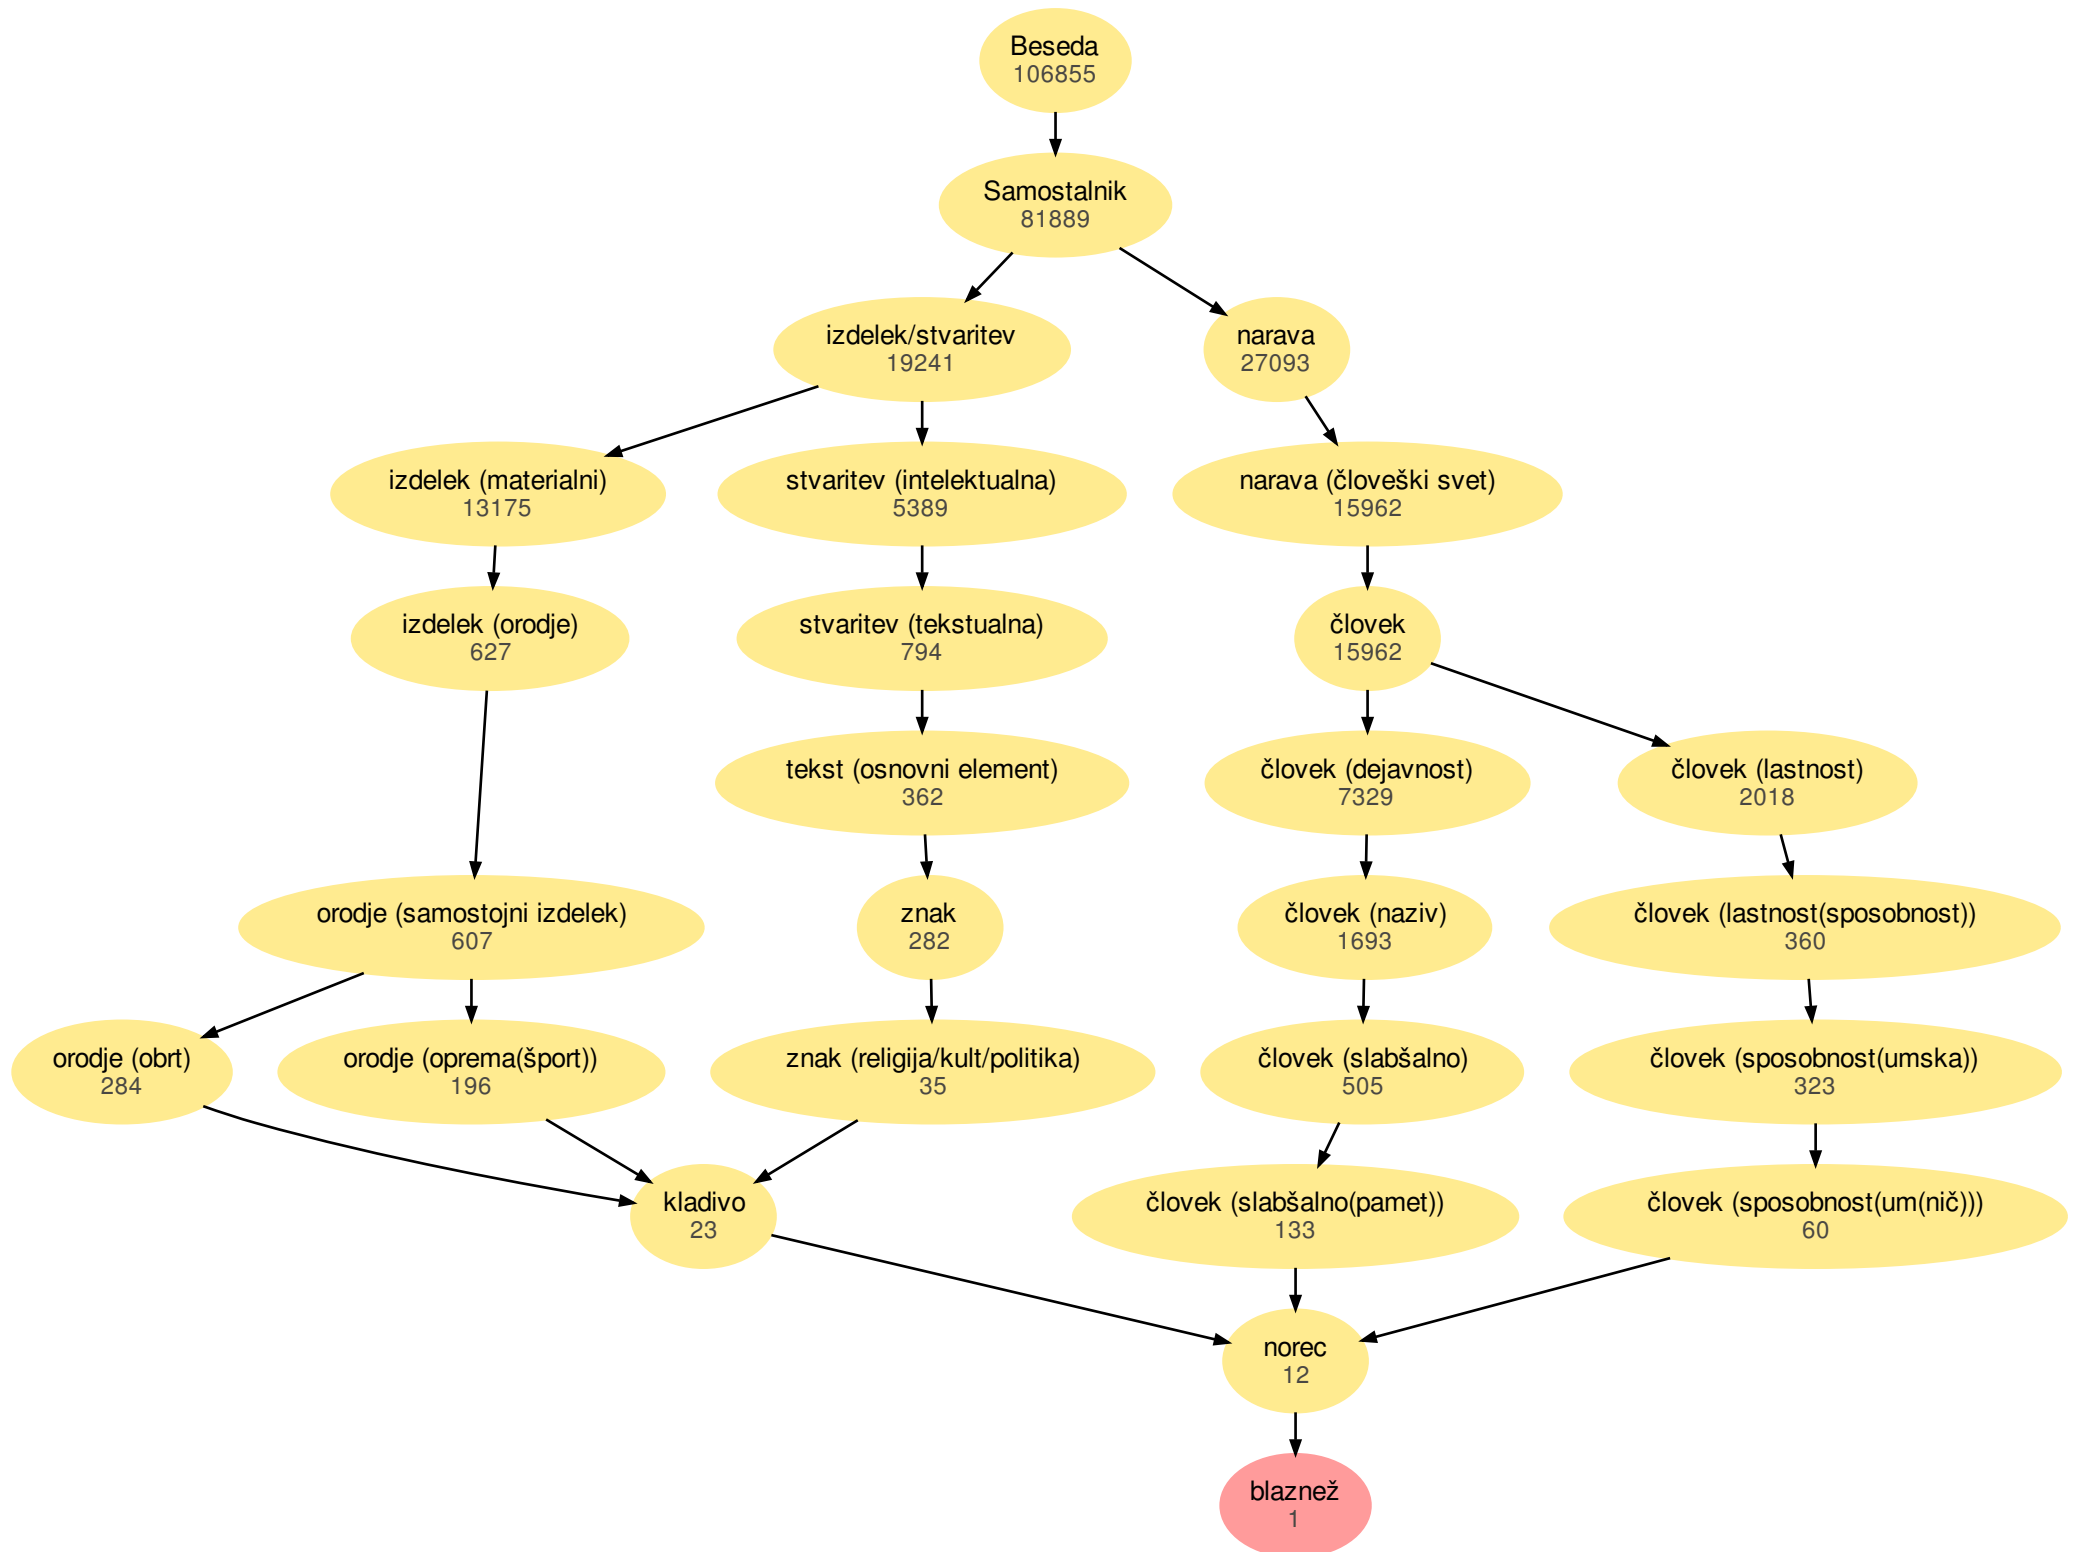 Beseda
106855
Samostalnik
81889
izdelek/stvaritev
19241
narava
27093
izdelek (materialni)
13175
stvaritev (intelektualna)
5389
narava (človeški svet)
15962
izdelek (orodje)
627
stvaritev (tekstualna)
794
človek
15962
tekst (osnovni element)
362
človek (dejavnost)
7329
človek (lastnost)
2018
orodje (samostojni izdelek)
607
znak
282
človek (naziv)
1693
človek (lastnost(sposobnost))
360
orodje (obrt)
284
orodje (oprema(šport))
196
znak (religija/kult/politika)
35
človek (slabšalno)
505
človek (sposobnost(umska))
323
kladivo
23
človek (slabšalno(pamet))
133
človek (sposobnost(um(nič)))
60
norec
12
blaznež
1